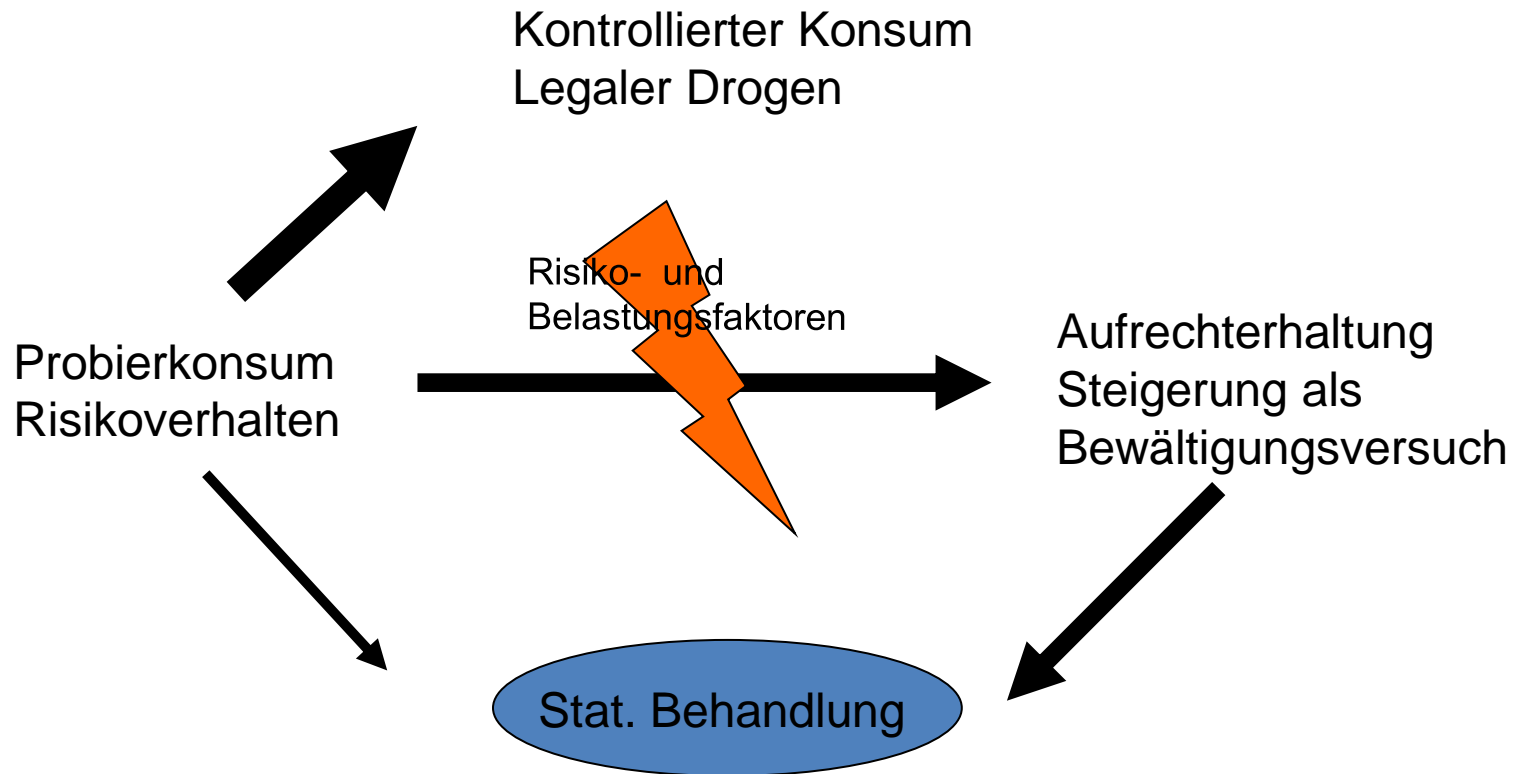 Kontrollierter Konsum
Legaler Drogen
Risiko- und
Belastungsfaktoren
Probierkonsum
Risikoverhalten
Aufrechterhaltung
Steigerung als
Bewältigungsversuch
Stat. Behandlung